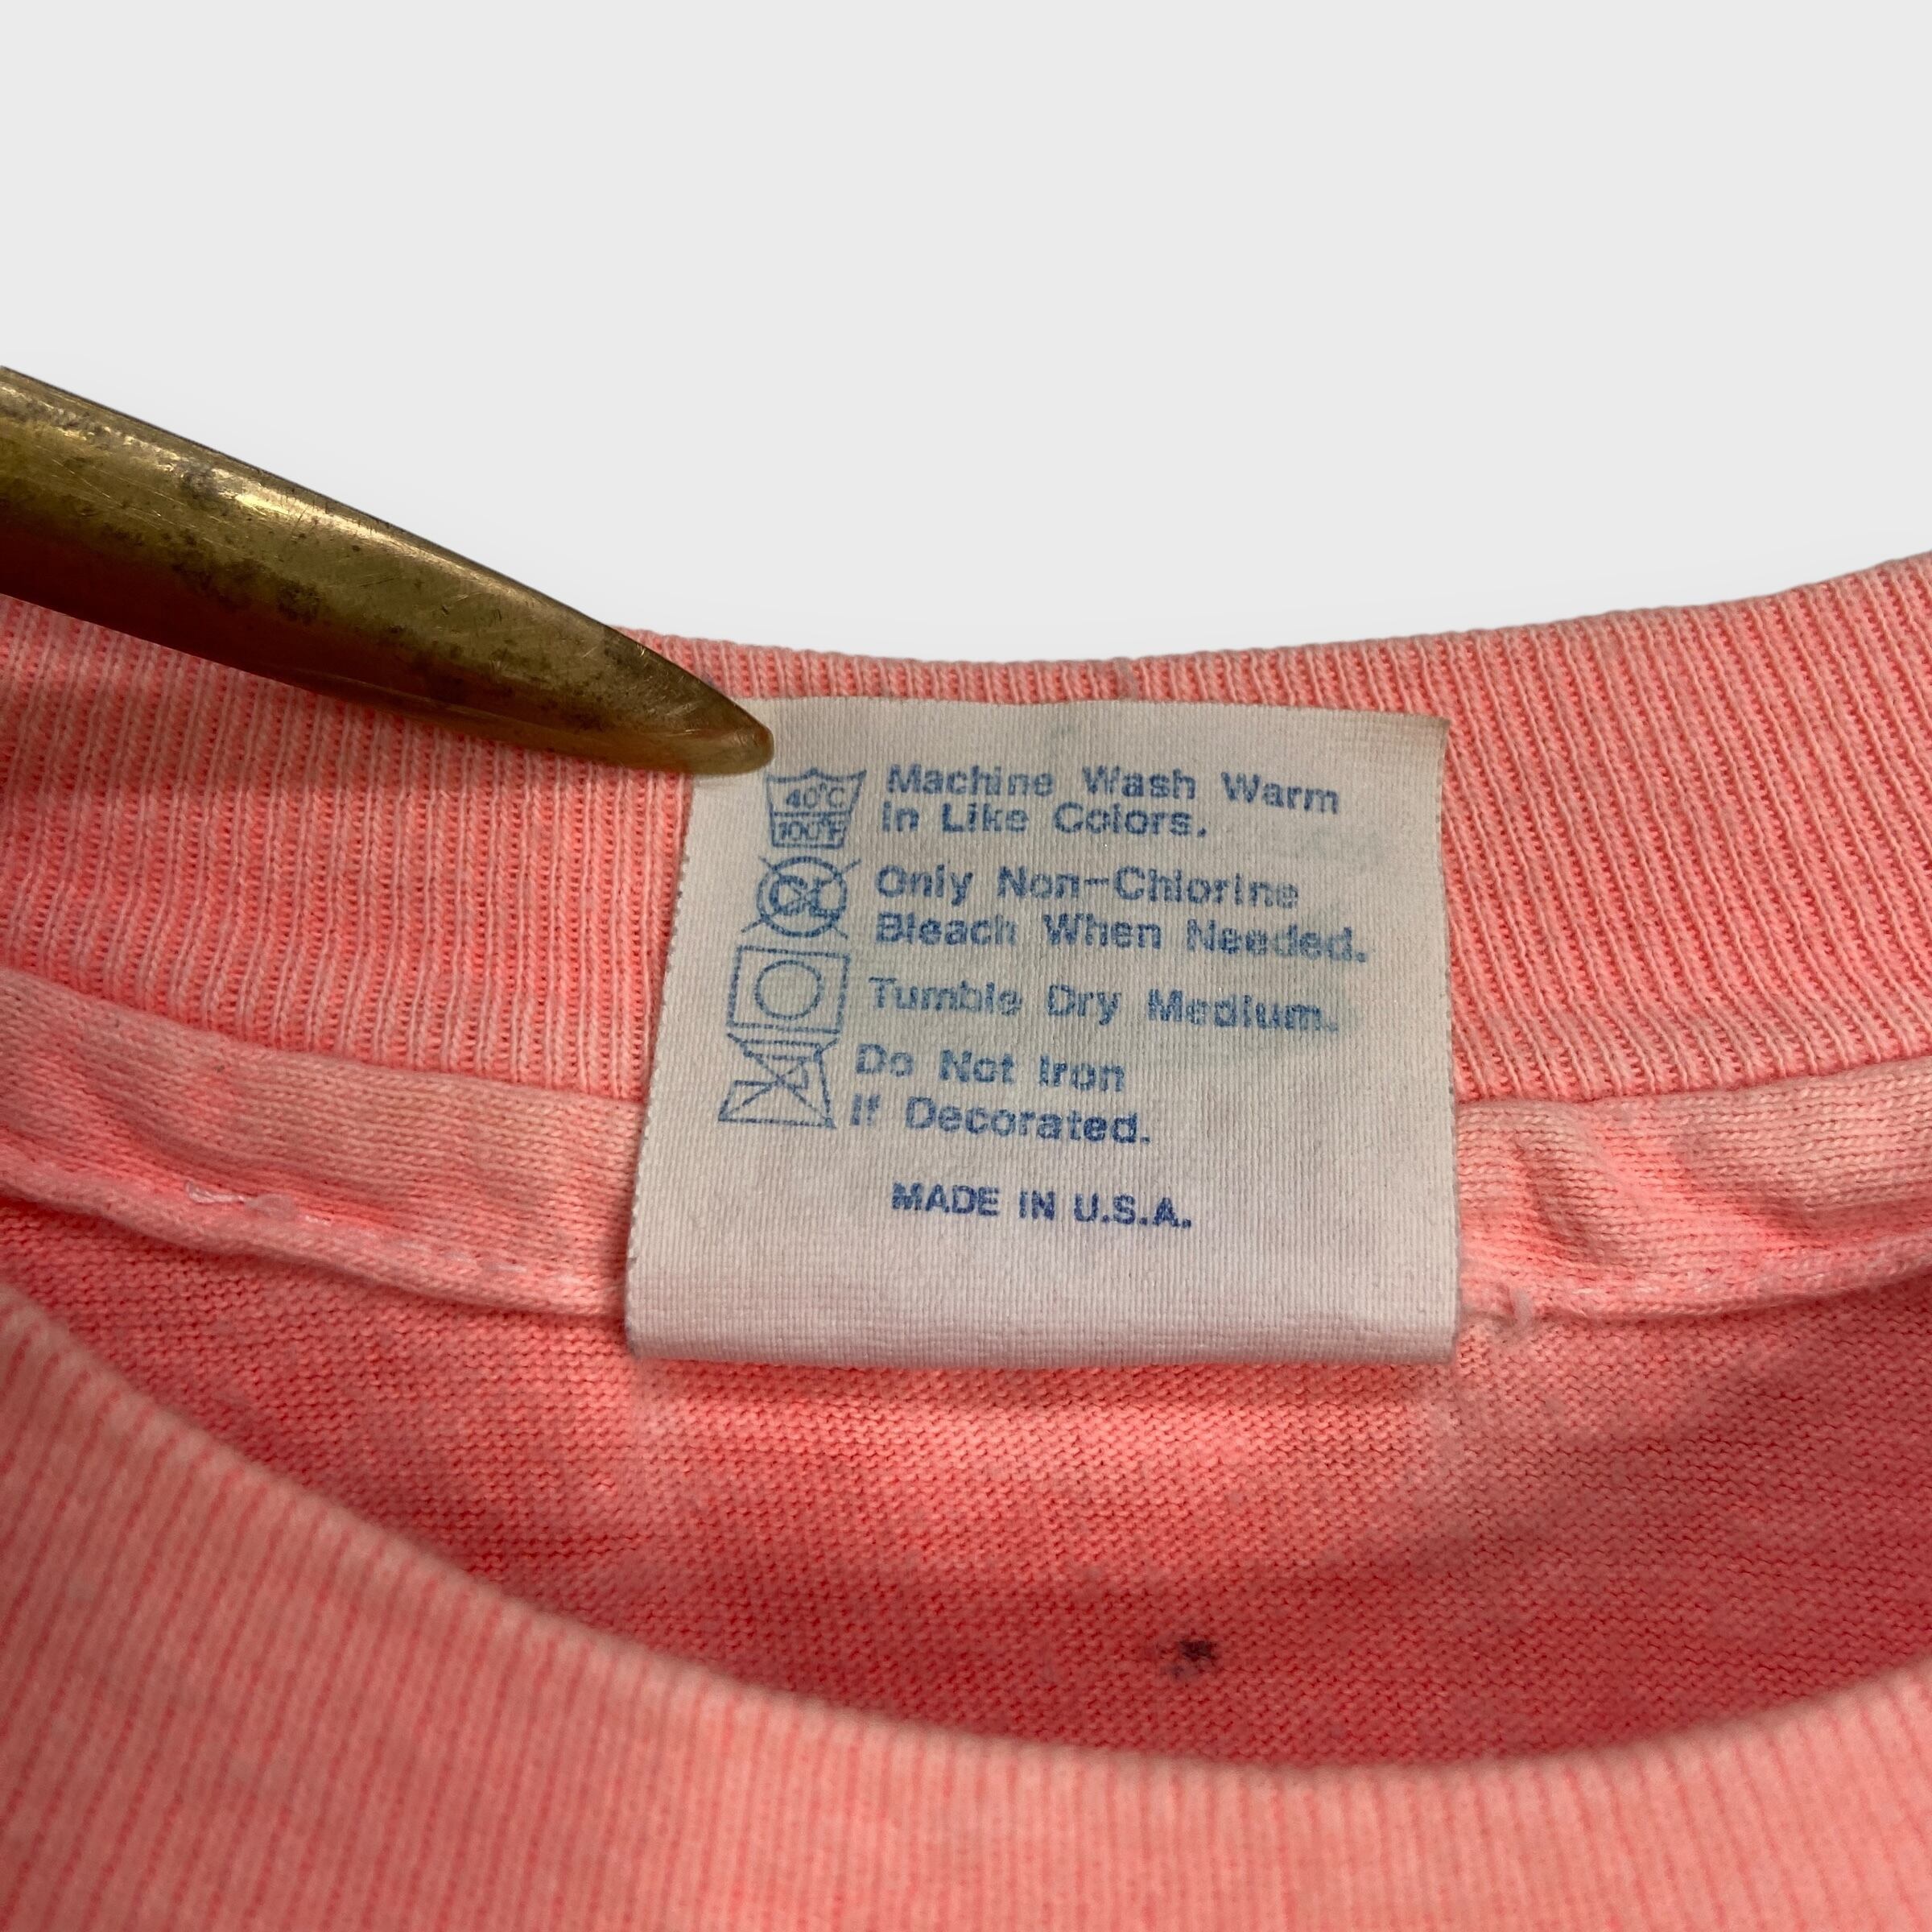 40°C
100°F
CL
Machine Wash Warm
In Like Colors.
Only Non-Chlorine
Bleach When Needed.
Tumble Dry Medium.
Do Not Iron
If Decorated.
MADE IN U.S.A.